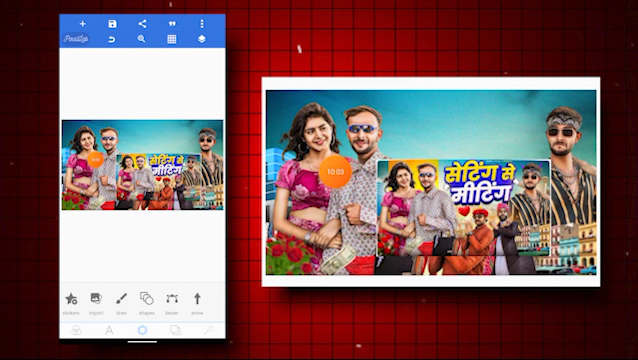 PixelLab
सेटिंग से
मीटिंग
stickers
import
draw
shapes
bezier
arrow
10:03
सेटिंग से
मीटिंग